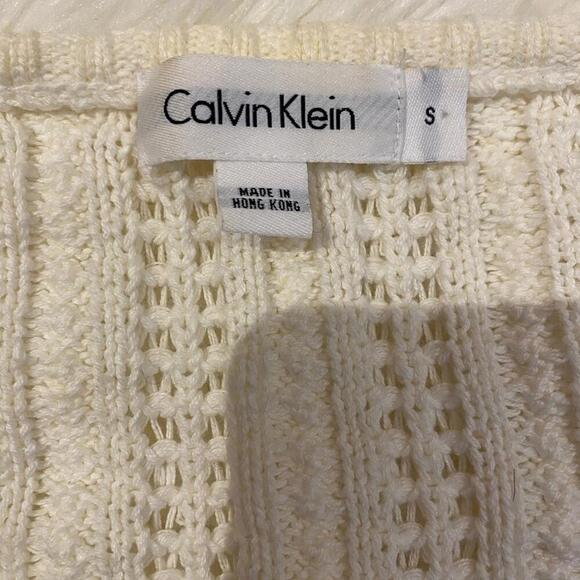 Calvin Klein
S
MADE IN
HONG KONG